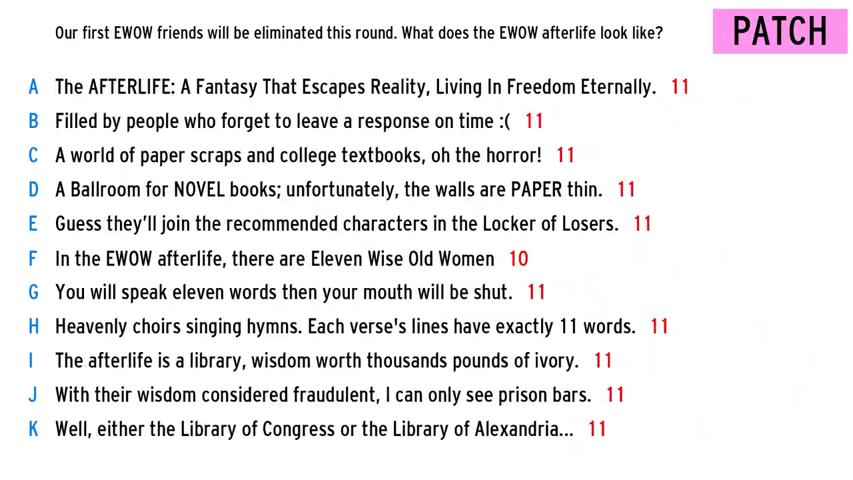 Our first EWOW friends will be eliminated this round. What does the EWOW afterlife look like?
PATCH
A The AFTERLIFE: A Fantasy That Escapes Reality, Living In Freedom Eternally. 11
B Filled by people who forget to leave a response on time :( 11
C A world of paper scraps and college textbooks, oh the horror! 11
D A Ballroom for NOVEL books; unfortunately, the walls are PAPER thin. 11
E Guess they'll join the recommended characters in the Locker of Losers. 11
F In the EWOW afterlife, there are Eleven Wise Old Women 10
G You will speak eleven words then your mouth will be shut. 11
H Heavenly choirs singing hymns. Each verse's lines have exactly 11 words. 11
I The afterlife is a library, wisdom worth thousands pounds of ivory. 11
J With their wisdom considered fraudulent, I can only see prison bars. 11
K Well, either the Library of Congress or the Library of Alexandria... 11